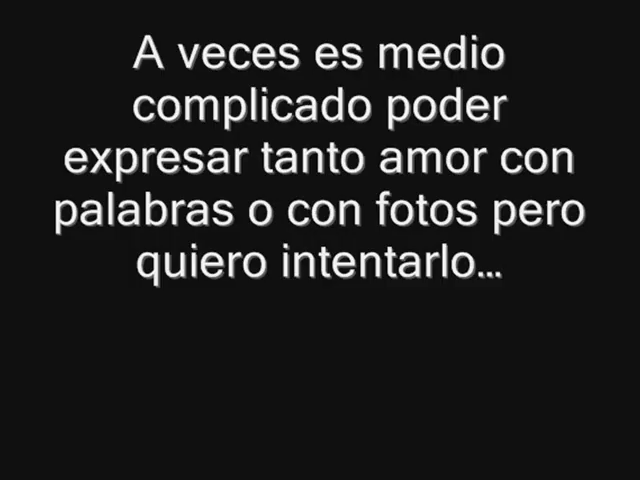 A veces es medio
complicado poder
expresar tanto amor con
palabras o con fotos pero
quiero intentarlo...